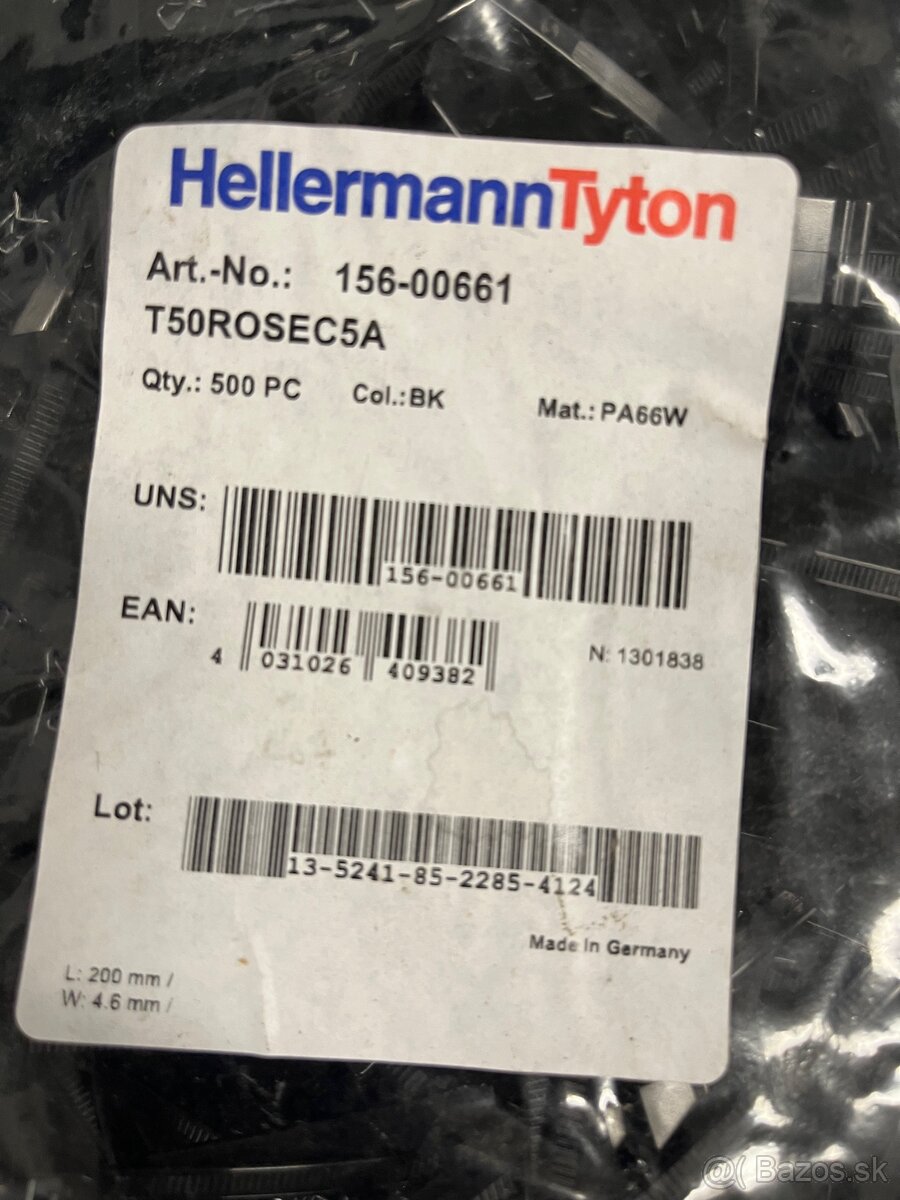 HellermannTyton
Art.-No.: 156-00661
T50ROSEC5A
Qty.: 500 PC Col.:BK Mat.:PA66W
UNS:
156-00661
EAN:
4 031026 409382
N: 1301838
Lot:
13-5241-85-2285-4124
Made In Germany
L: 200 mm /
W: 4.6 mm /
@( Bazos.sk